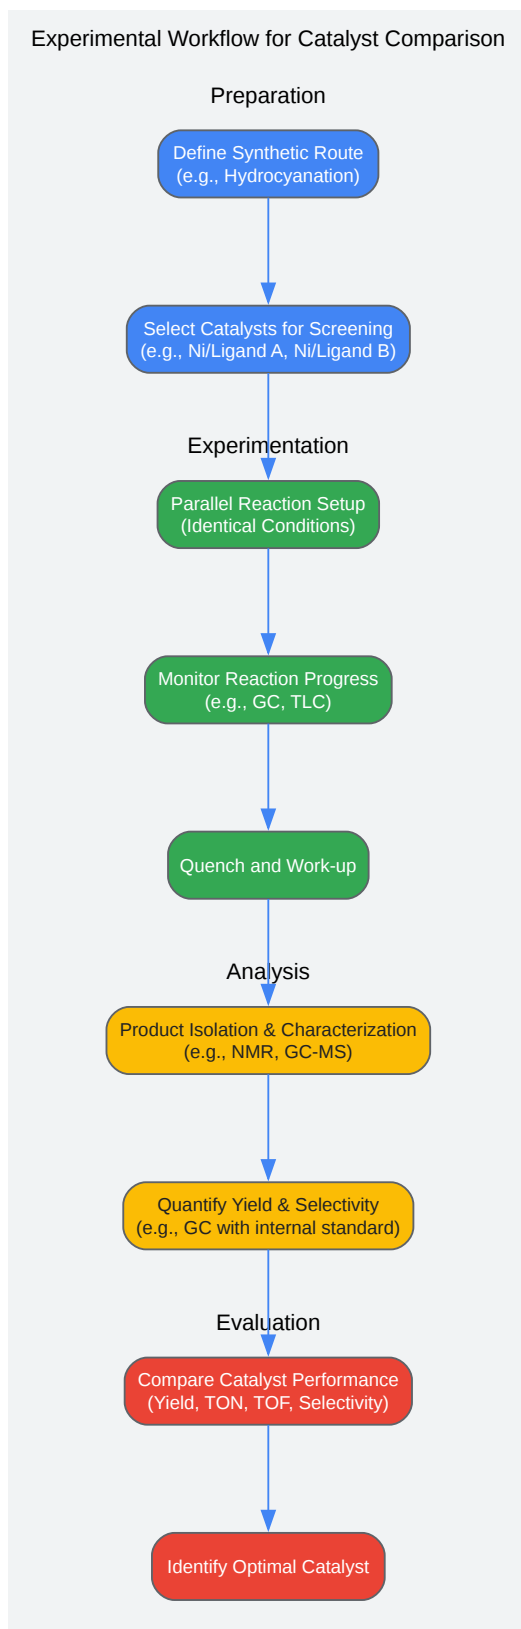 Experimental Workflow for Catalyst Comparison
Preparation
Define Synthetic Route
(e.g., Hydrocyanation)
Select Catalysts for Screening
(e.g., Ni/Ligand A, Ni/Ligand B)
Experimentation
Parallel Reaction Setup
(Identical Conditions)
Monitor Reaction Progress
(e.g., GC, TLC)
Quench and Work-up
Analysis
Product Isolation & Characterization
(e.g., NMR, GC-MS)
Quantify Yield & Selectivity
(e.g., GC with internal standard)
Evaluation
Compare Catalyst Performance
(Yield, TON, TOF, Selectivity)
Identify Optimal Catalyst